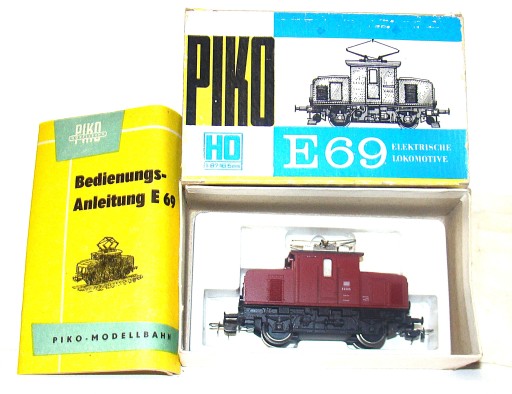 PIKO
HO
E69
ELEKTRISCHE
LOKOMOTIVE
PIKO
Bedienungs-
Anleitung E 69
PIKO-MODELLBAHN